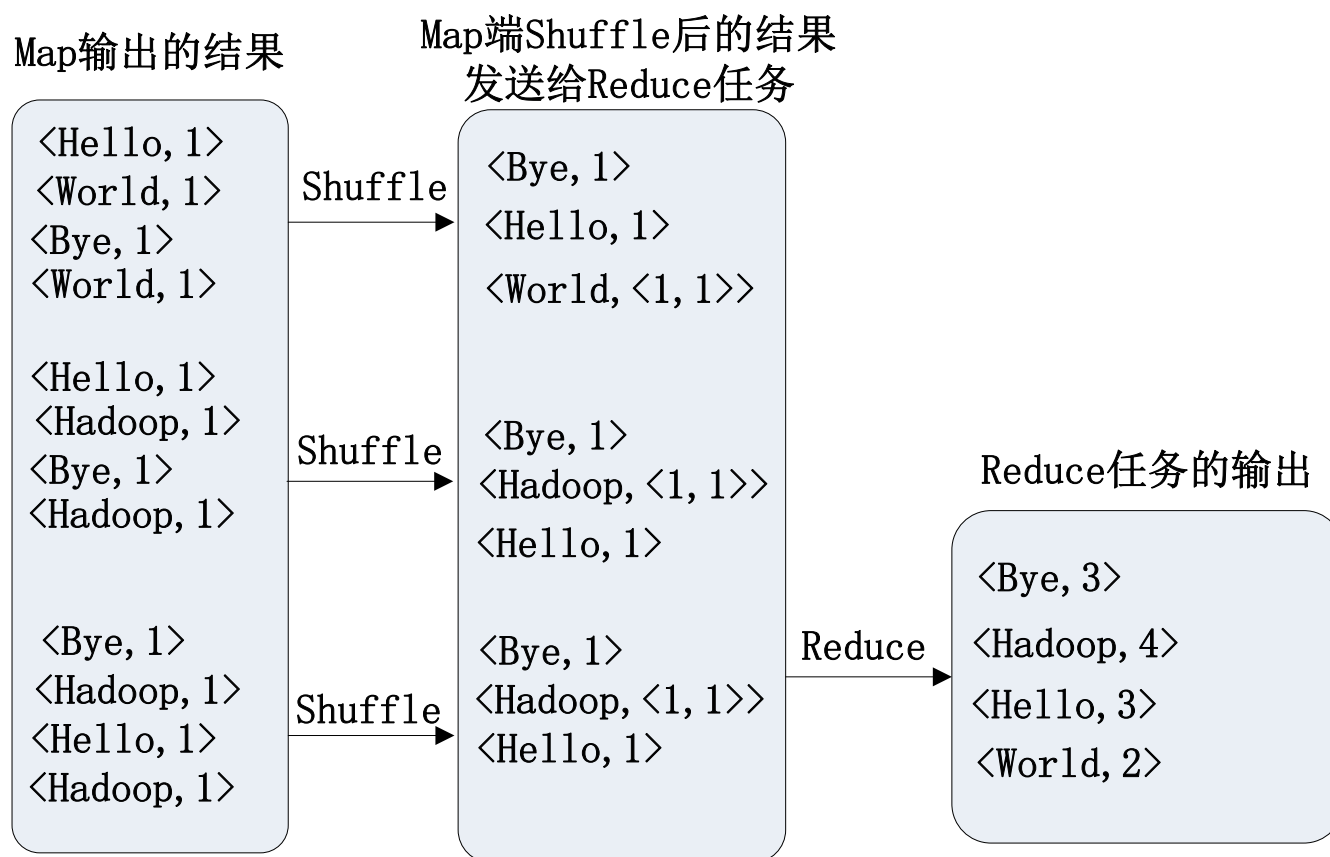 Map输出的结果
<Hello,1>
<World,1>
<Bye,1>
<World,1>
<Hello,1>
<Hadoop,1>
<Bye,1>
<Hadoop,1>
<Bye,1>
<Hadoop,1>
<Hello,1>
<Hadoop,1>
Shuffle
Shuffle
Shuffle
Map端Shuffle后的结果
发送给Reduce任务
<Bye,1>
<Hello,1>
<World,<1,1>>
<Bye,1>
<Hadoop,<1,1>>
<Hello,1>
<Bye,1>
<Hadoop,<1,1>>
<Hello,1>
Reduce
Reduce任务的输出
<Bye,3>
<Hadoop,4>
<Hello,3>
<World,2>